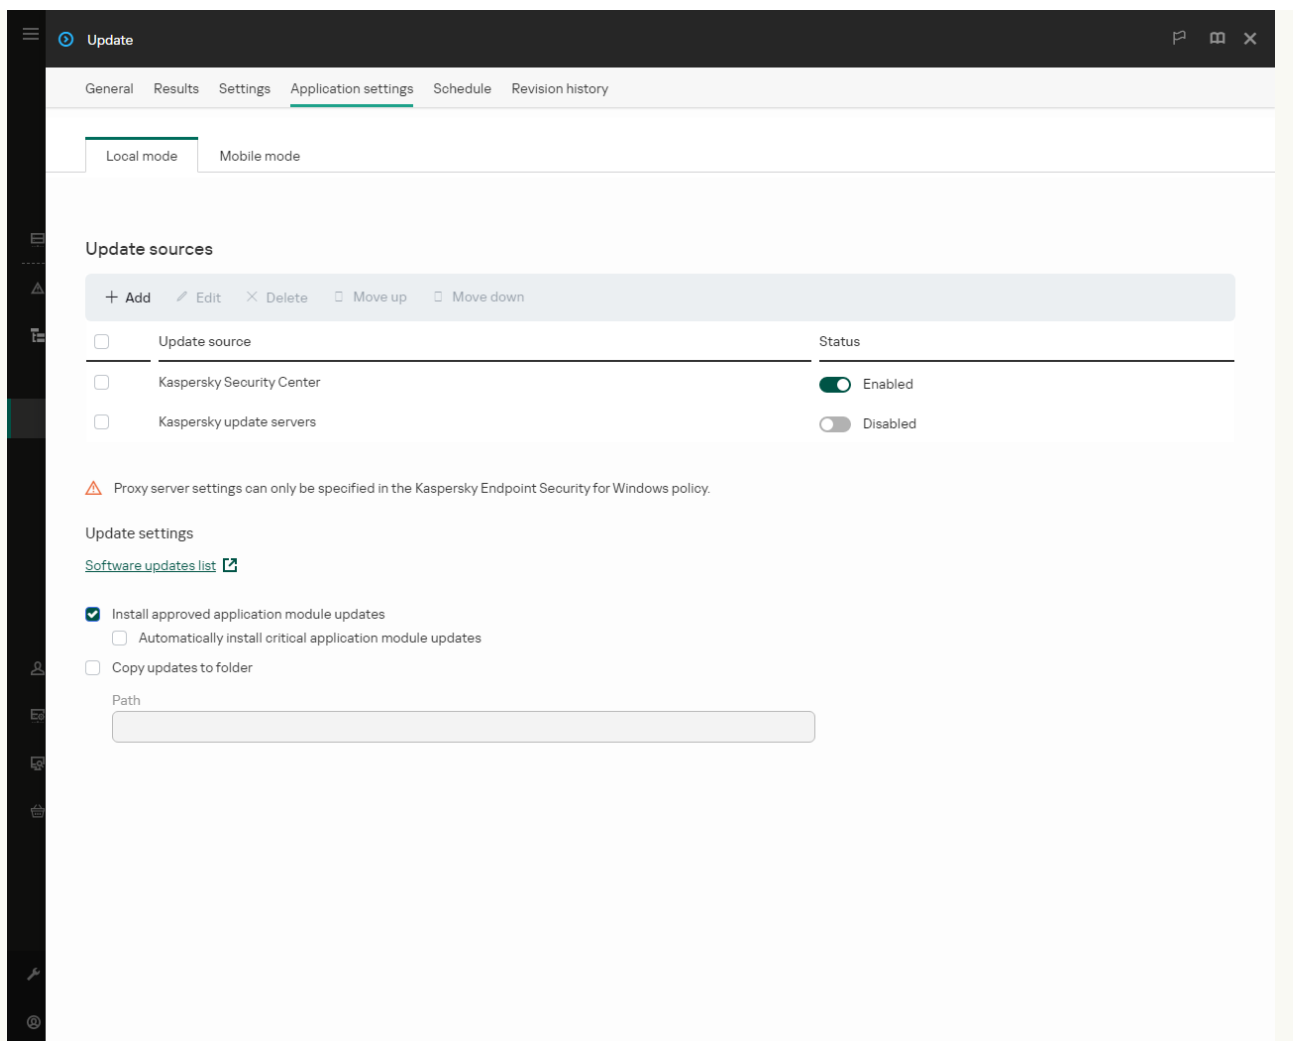 Update
General Results Settings Application settings Schedule Revision history
Local mode Mobile mode
Update sources
Add Edit Delete Move up Move down
Update source Status
Kaspersky Security Center Enabled
Kaspersky update servers Disabled
Proxy server settings can only be specified in the Kaspersky Endpoint Security for Windows policy.
Update settings
Software updates list
Install approved application module updates
Automatically install critical application module updates
Copy updates to folder
Path